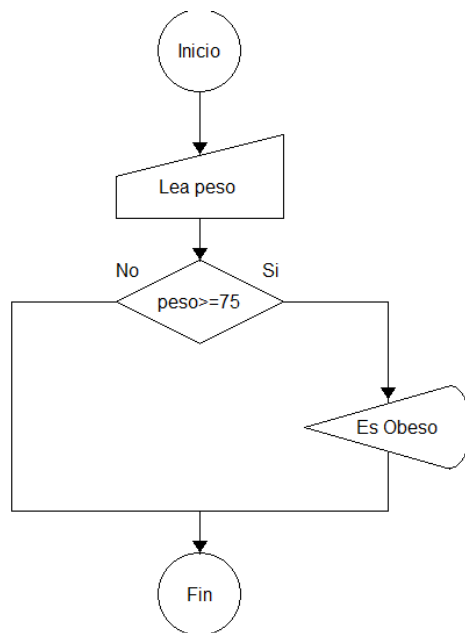 Inicio
Lea peso
No
Si
peso>=75
Es Obeso
Fin